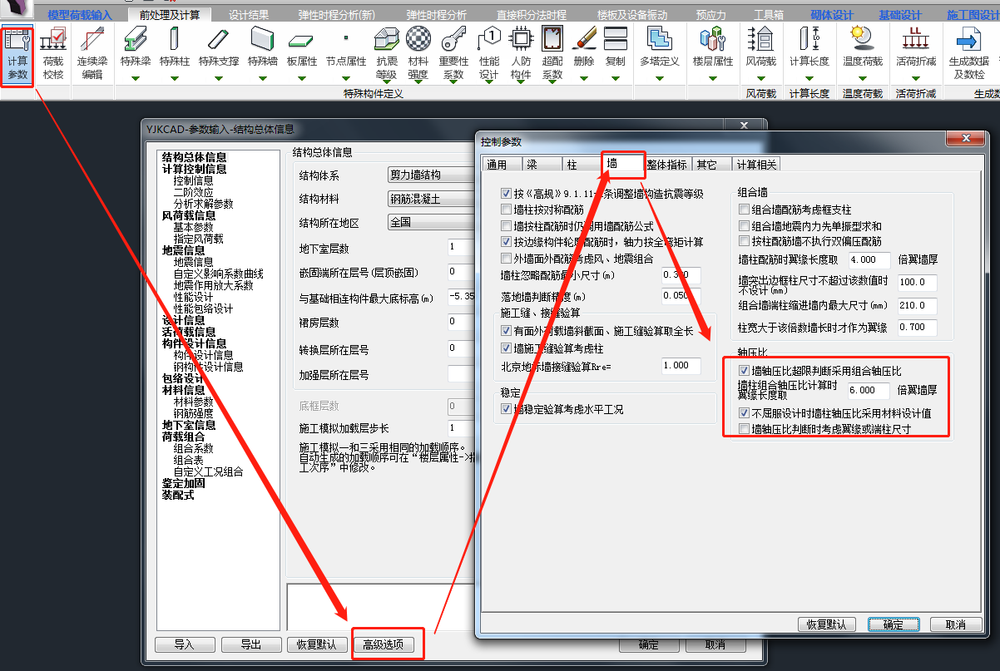 模型荷载输入 前处理及计算 设计结果 弹性时程分析(新) 弹性时程分析 直接积分法时程 楼板及设备振动 预应力 工具箱 砌体设计 基础设计 施工图设计
计算参数 荷载校核 连续梁编辑 特殊梁 特殊柱 特殊支撑 特殊墙 板属性 节点属性 抗震等级 材料强度 重要性系数 性能设计 人防构件 超配系数 删除 复制 多塔定义 楼层属性 风荷载 计算长度 温度荷载 活荷折减 生成数据及数检
特殊构件定义 风荷载 计算长度 温度荷载 活荷折减 生成数
YJKCAD-参数输入-结构总体信息
结构总体信息
计算控制信息
控制信息
二阶效应
分析求解参数
风荷载信息
基本参数
指定风荷载
地震信息
地震信息
自定义影响系数曲线
地震作用放大系数
性能设计
性能包络设计
设计信息
活荷载信息
构件设计信息
构件设计信息
钢构件设计信息
包络设计
材料信息
材料参数
钢筋强度
地下室信息
荷载组合
组合系数
组合表
自定义工况组合
鉴定加固
装配式
结构总体信息
结构体系 剪力墙结构
结构材料 钢筋混凝土
结构所在地区 全国
地下室层数 1
嵌固端所在层号(层顶嵌固) 0
与基础相连构件最大底标高(m) -5.35
裙房层数 0
转换层所在层号 0
加强层所在层号
底框层数 0
施工模拟加载层步长 1
施工模拟一和三采用相同的加载顺序。
自动生成的加载顺序可在“楼层属性->指
工次序”中修改。
导入 导出 恢复默认 高级选项 确定 取消
控制参数
通用 梁 柱 墙 整体指标 其它 计算相关
按《高规》9.1.11-条调整墙构造抗震等级
墙柱按对称配筋
墙按柱配筋时仍调用墙配筋公式
按边缘构件轮廓配筋时，轴力按全弯矩计算
外墙面外配筋考虑风、地震组合
墙柱忽略配筋最小尺寸(m) 0.300
落地墙判断精度(m) 0.050
施工缝、接缝验算
有面外荷载墙斜截面、施工缝验算取全长
墙施工缝验算考虑柱
北京地标墙接缝验算Rre= 1.000
稳定
墙稳定验算考虑水平工况
组合墙
组合墙配筋考虑框支柱
组合墙地震内力先单振型求和
按柱配筋墙不执行双偏压配筋
墙柱配筋时翼缘长度取 4.000 倍翼墙厚
墙突出边框柱尺寸不超过该数值时
不设计(mm) 100.0
组合墙端柱缩进墙内最大尺寸(mm) 210.0
柱宽大于该倍数墙长时才作为翼缘 0.700
轴压比
墙轴压比超限判断采用组合轴压比
墙柱组合轴压比计算时
翼缘长度取 6.000 倍翼墙厚
不屈服设计时墙柱轴压比采用材料设计值
墙轴压比判断时考虑翼缘或端柱尺寸
恢复默认 确定 取消